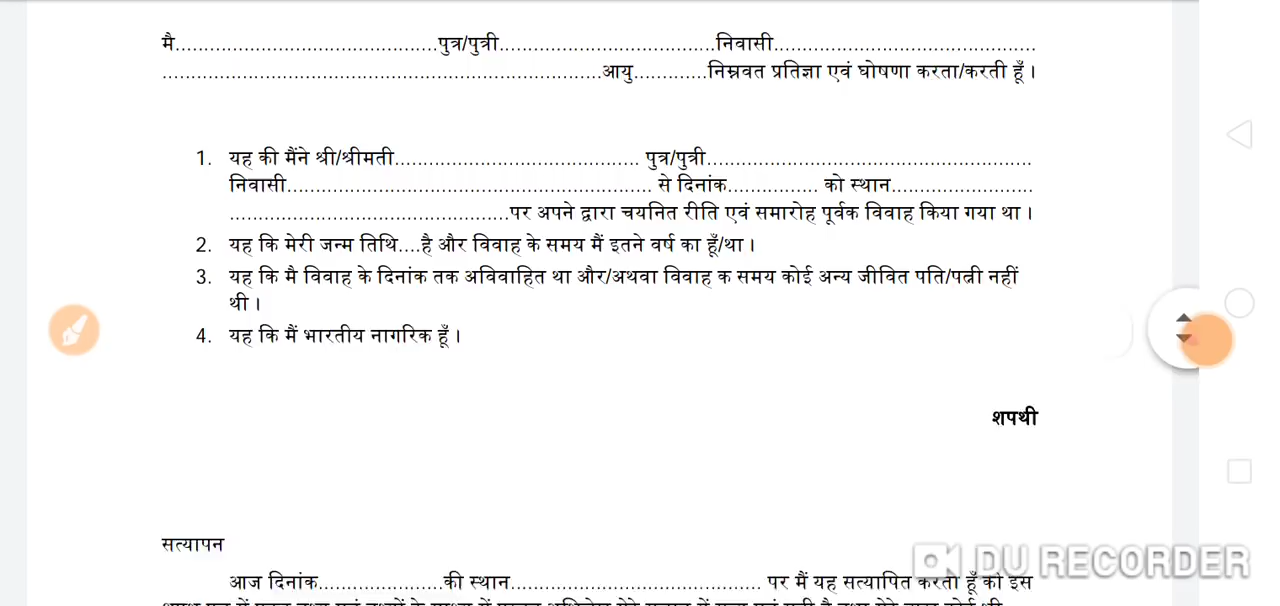 मै..............................................पुत्र/पुत्री......................................निवासी..............................................
.............................................................................आयु.............निम्नवत प्रतिज्ञा एवं घोषणा करता/करती हूँ ।
1. यह की मैंने श्री/श्रीमती........................................... पुत्र/पुत्री.........................................................
निवासी................................................................ से दिनांक................ को स्थान.........................
.................................................पर अपने द्वारा चयनित रीति एवं समारोह पूर्वक विवाह किया गया था ।
2. यह कि मेरी जन्म तिथि....है और विवाह के समय मैं इतने वर्ष का हूँ/था ।
3. यह कि मै विवाह के दिनांक तक अविवाहित था और/अथवा विवाह क समय कोई अन्य जीवित पति/पत्नी नहीं
थी ।
4. यह कि मैं भारतीय नागरिक हूँ ।
शपथी
सत्यापन
आज दिनांक......................की स्थान............................................ पर मैं यह सत्यापित करता हूँ को इस
DU RECORDER